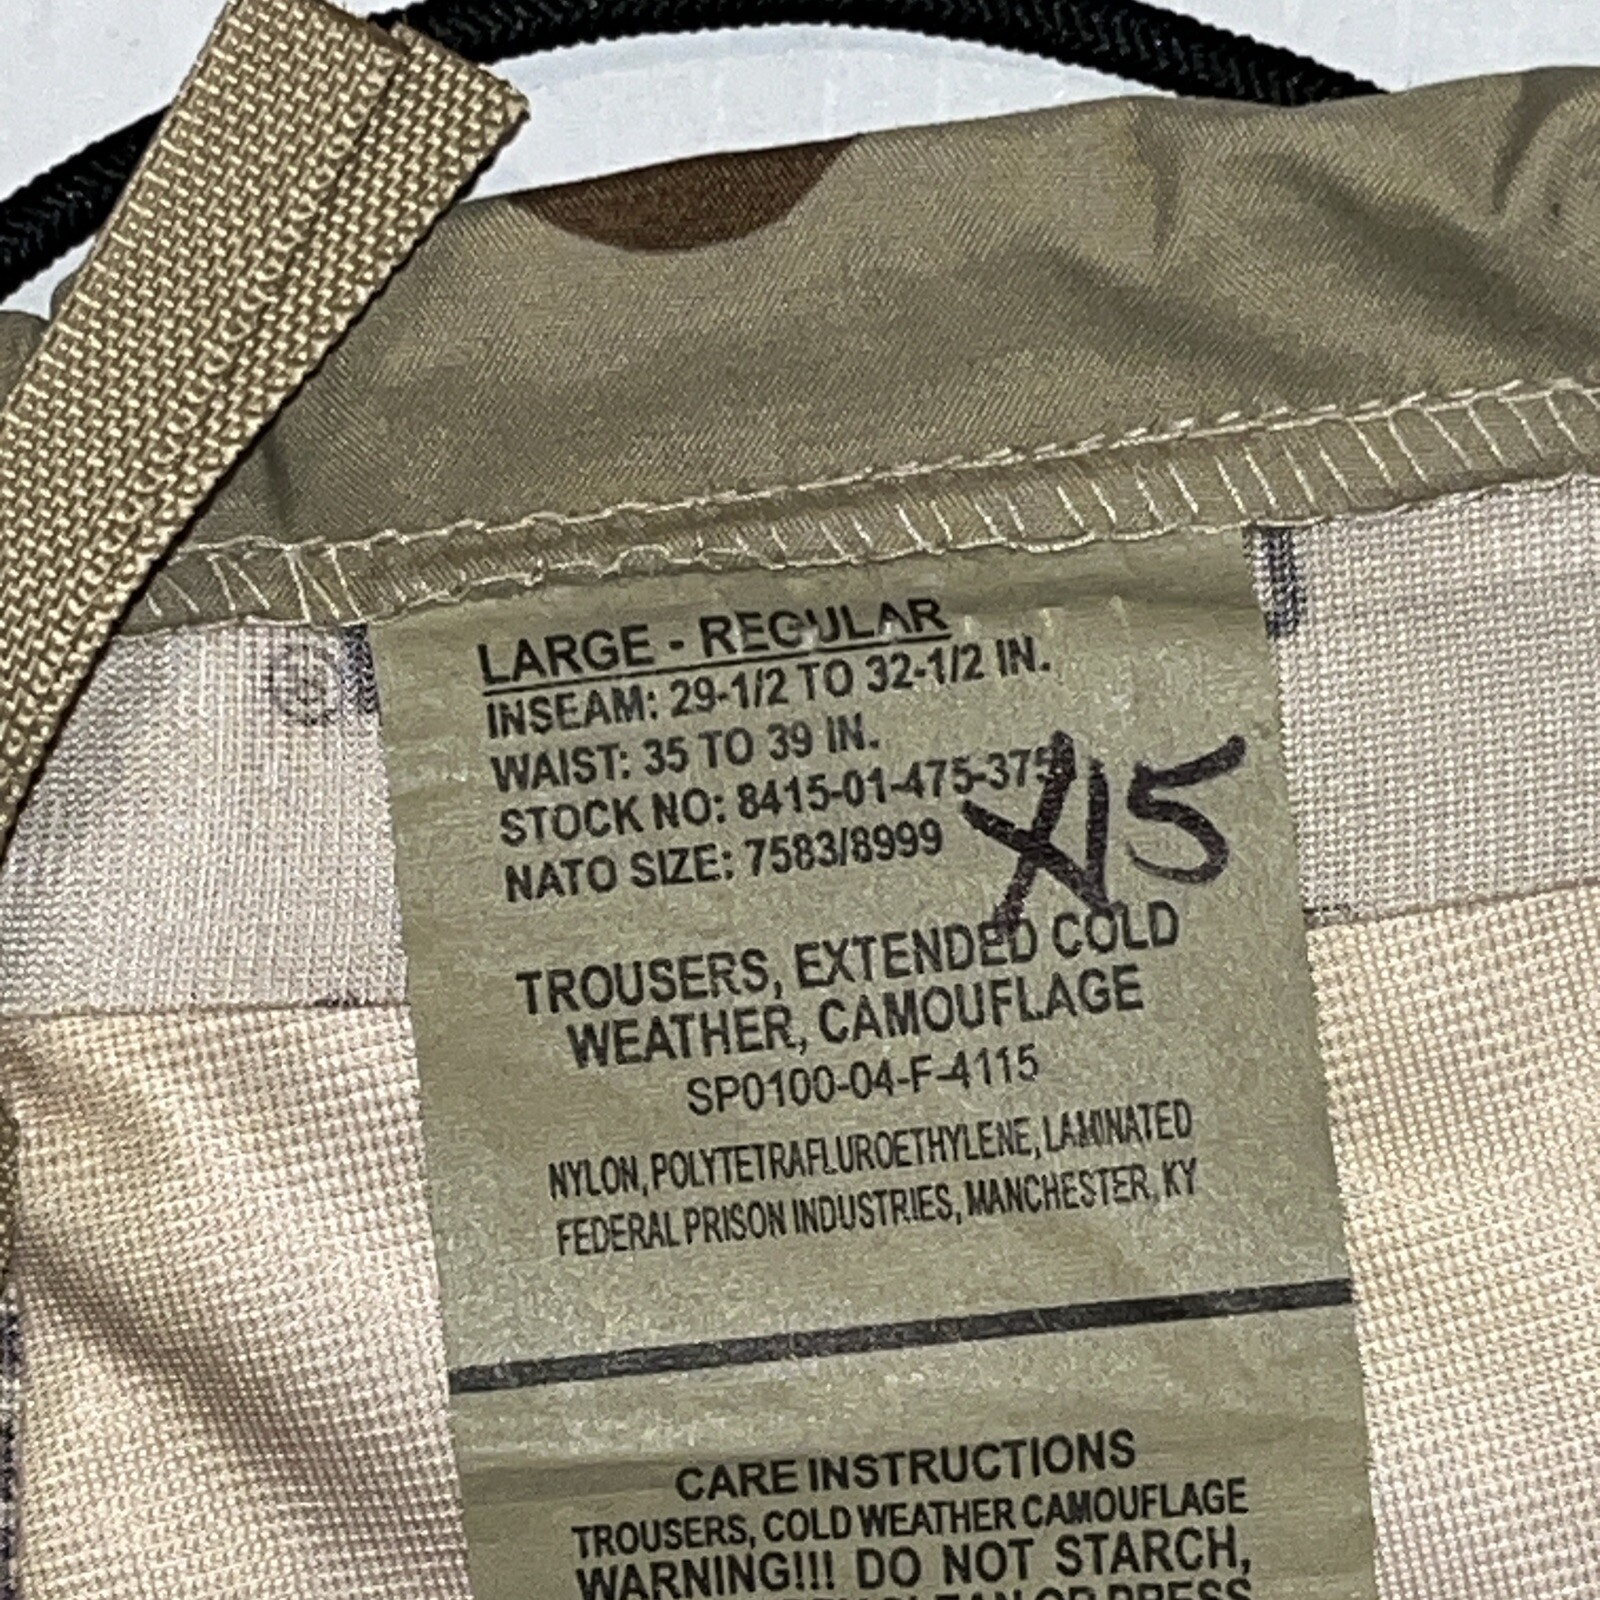 LARGE - REGULAR
INSEAM: 29-1/2 TO 32-1/2 IN.
WAIST: 35 TO 39 IN.
STOCK NO: 8415-01-475-375
NATO SIZE: 7583/8999
X15
TROUSERS, EXTENDED COLD
WEATHER, CAMOUFLAGE
SP0100-04-F-4115
NYLON, POLYTETRAFLUROETHYLENE, LAMINATED
FEDERAL PRISON INDUSTRIES, MANCHESTER, KY
CARE INSTRUCTIONS
TROUSERS, COLD WEATHER CAMOUFLAGE
WARNING!!! DO NOT STARCH,
OR PRESS